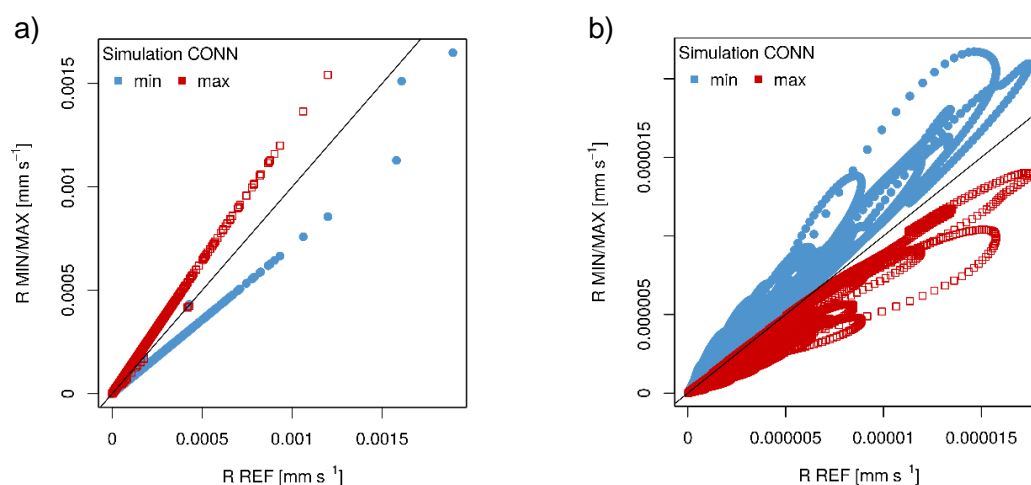 a)
Simulation CONN
min max
R MIN/MAX [mm s⁻¹]
0.0015
0.001
0.0005
0
0 0.0005 0.001 0.0015
R REF [mm s⁻¹]
b)
Simulation CONN
min max
R MIN/MAX [mm s⁻¹]
0.000015
0.000005
0
0 0.000005 0.00001 0.000015
R REF [mm s⁻¹]